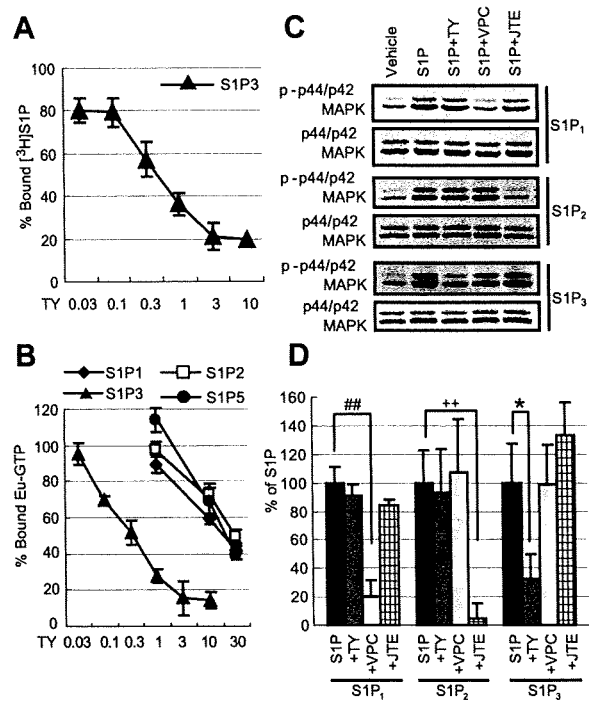 A
S1P3
% Bound [³H]S1P
100
80
60
40
20
0
TY 0.03 0.1 0.3 1 3 10
B
S1P1 S1P2
S1P3 S1P5
% Bound Eu-GTP
120
100
80
60
40
20
0
TY 0.03 0.1 0.3 1 3 10 30
C
Vehicle S1P S1P+TY S1P+VPC S1P+JTE
p-p44/p42
MAPK
p44/p42
MAPK
S1P₁
p-p44/p42
MAPK
p44/p42
MAPK
S1P₂
p-p44/p42
MAPK
p44/p42
MAPK
S1P₃
D
% of S1P
160
140
120
100
80
60
40
20
0
## ++ *
S1P +TY +VPC +JTE S1P +TY +VPC +JTE S1P +TY +VPC +JTE
S1P₁ S1P₂ S1P₃